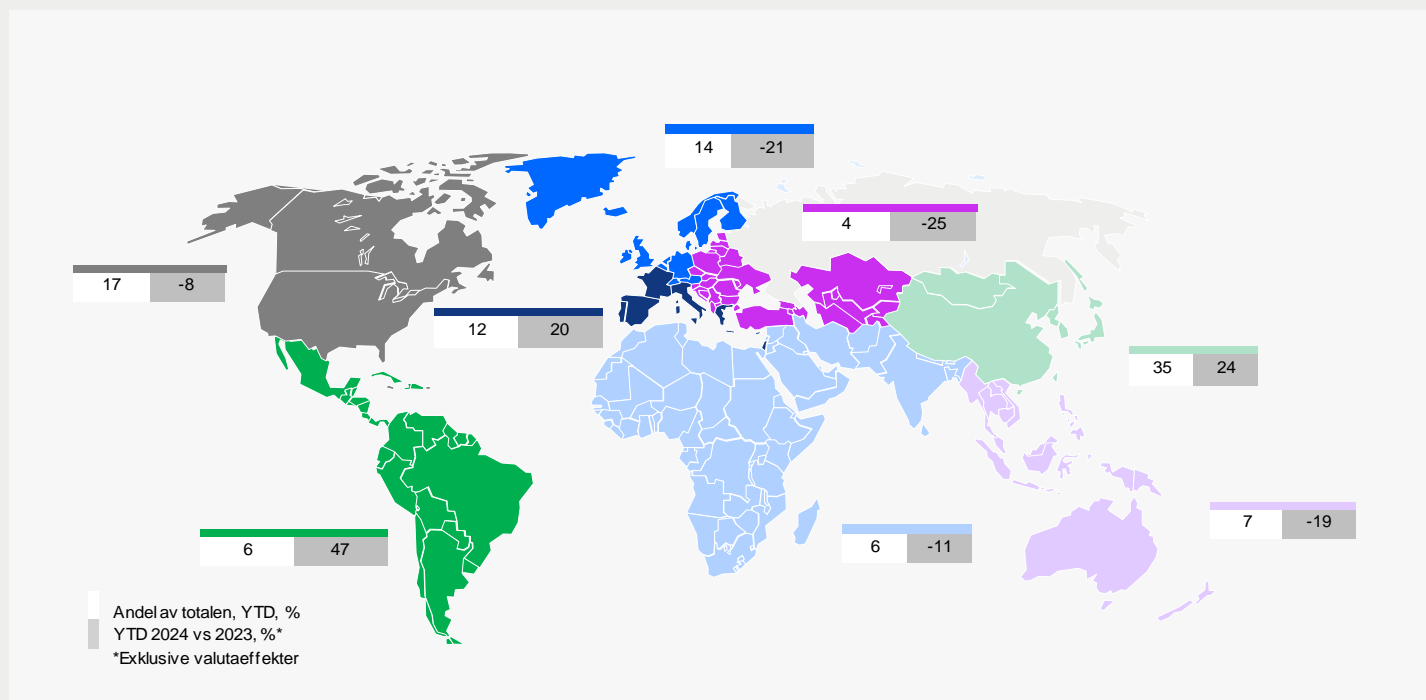 14 -21
4 -25
17 -8
12 20
35 24
7 -19
6 47
6 -11
Andel av totalen, YTD, %
YTD 2024 vs 2023, %*
*Exklusive valutaeffekter